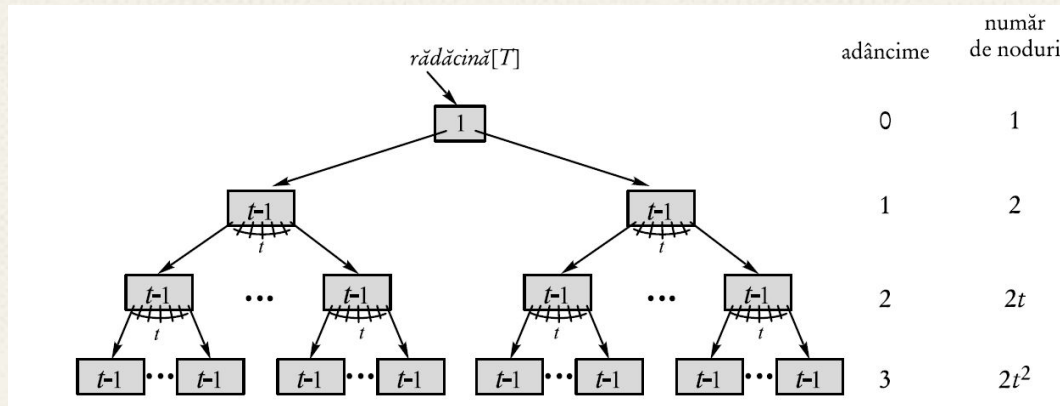 număr
de noduri
adâncime
rădăcină[T]
1
0
1
t-1
t-1
1
2
t
t
t-1
...
t-1
t-1
...
t-1
2
2t
t
t
t
t
t-1
...
t-1
t-1
...
t-1
t-1
...
t-1
t-1
...
t-1
3
2t²